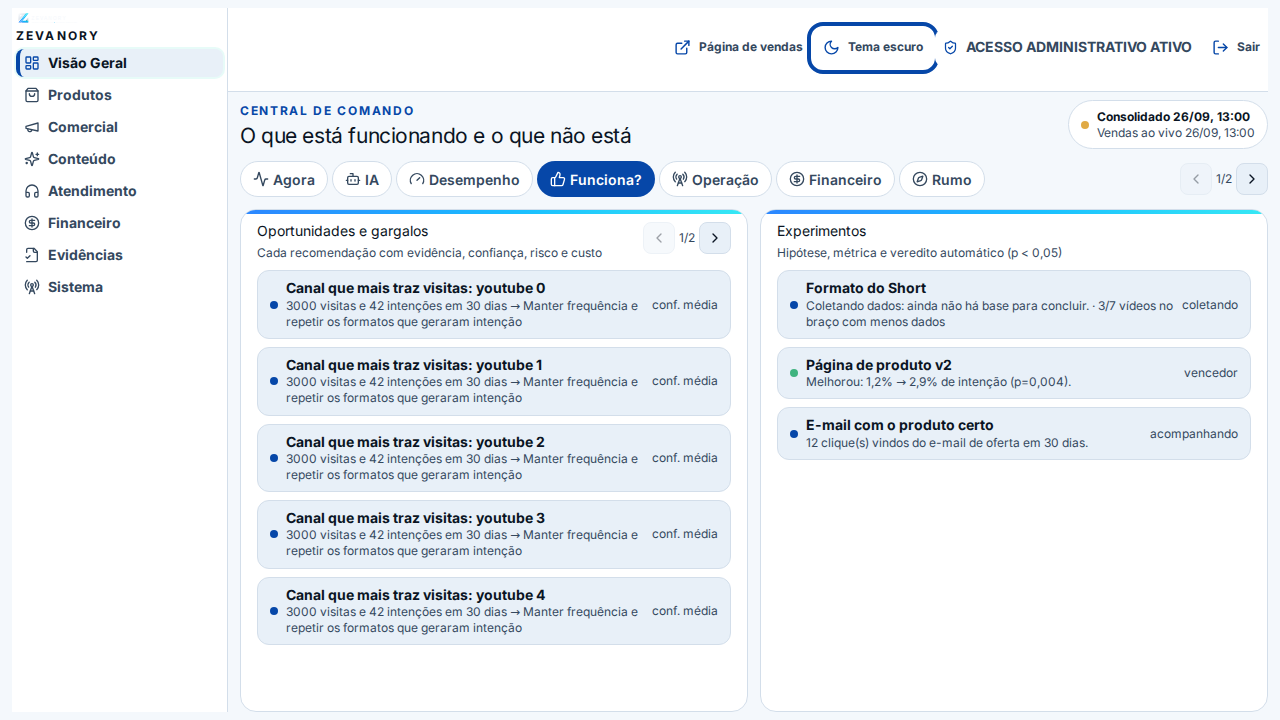 ZEVANORY
Visão Geral
Produtos
Comercial
Conteúdo
Atendimento
Financeiro
Evidências
Sistema
Página de vendas
Tema escuro
ACESSO ADMINISTRATIVO ATIVO
Sair
CENTRAL DE COMANDO
O que está funcionando e o que não está
Consolidado 26/09, 13:00
Vendas ao vivo 26/09, 13:00
Agora
IA
Desempenho
Funciona?
Operação
Financeiro
Rumo
1/2
Oportunidades e gargalos
Cada recomendação com evidência, confiança, risco e custo
1/2
Canal que mais traz visitas: youtube 0
3000 visitas e 42 intenções em 30 dias → Manter frequência e
repetir os formatos que geraram intenção
conf. média
Canal que mais traz visitas: youtube 1
3000 visitas e 42 intenções em 30 dias → Manter frequência e
repetir os formatos que geraram intenção
conf. média
Canal que mais traz visitas: youtube 2
3000 visitas e 42 intenções em 30 dias → Manter frequência e
repetir os formatos que geraram intenção
conf. média
Canal que mais traz visitas: youtube 3
3000 visitas e 42 intenções em 30 dias → Manter frequência e
repetir os formatos que geraram intenção
conf. média
Canal que mais traz visitas: youtube 4
3000 visitas e 42 intenções em 30 dias → Manter frequência e
repetir os formatos que geraram intenção
conf. média
Experimentos
Hipótese, métrica e veredito automático (p < 0,05)
Formato do Short
Coletando dados: ainda não há base para concluir. · 3/7 vídeos no
braço com menos dados
coletando
Página de produto v2
Melhorou: 1,2% → 2,9% de intenção (p=0,004).
vencedor
E-mail com o produto certo
12 clique(s) vindos do e-mail de oferta em 30 dias.
acompanhando